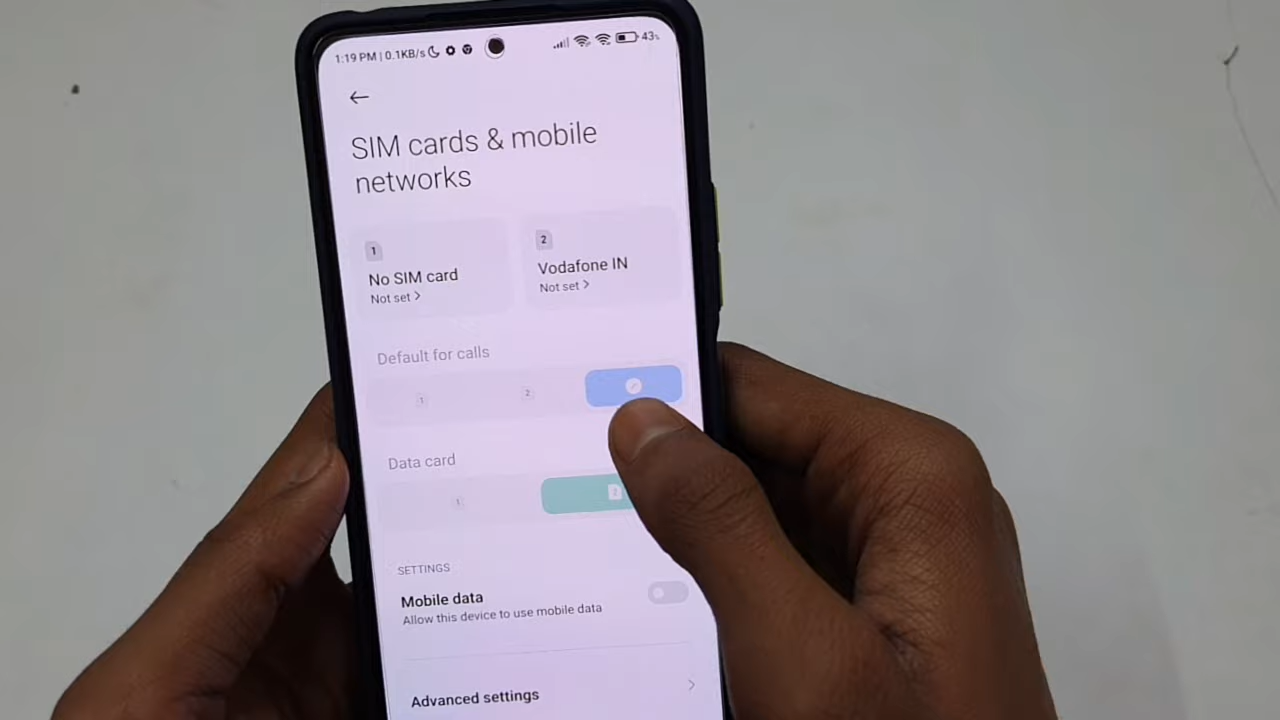 1:19 PM | 0.1KB/s 43%
SIM cards & mobile
networks
1
No SIM card
Not set >
2
Vodafone IN
Not set >
Default for calls
1 2
Data card
1 2
SETTINGS
Mobile data
Allow this device to use mobile data
Advanced settings >